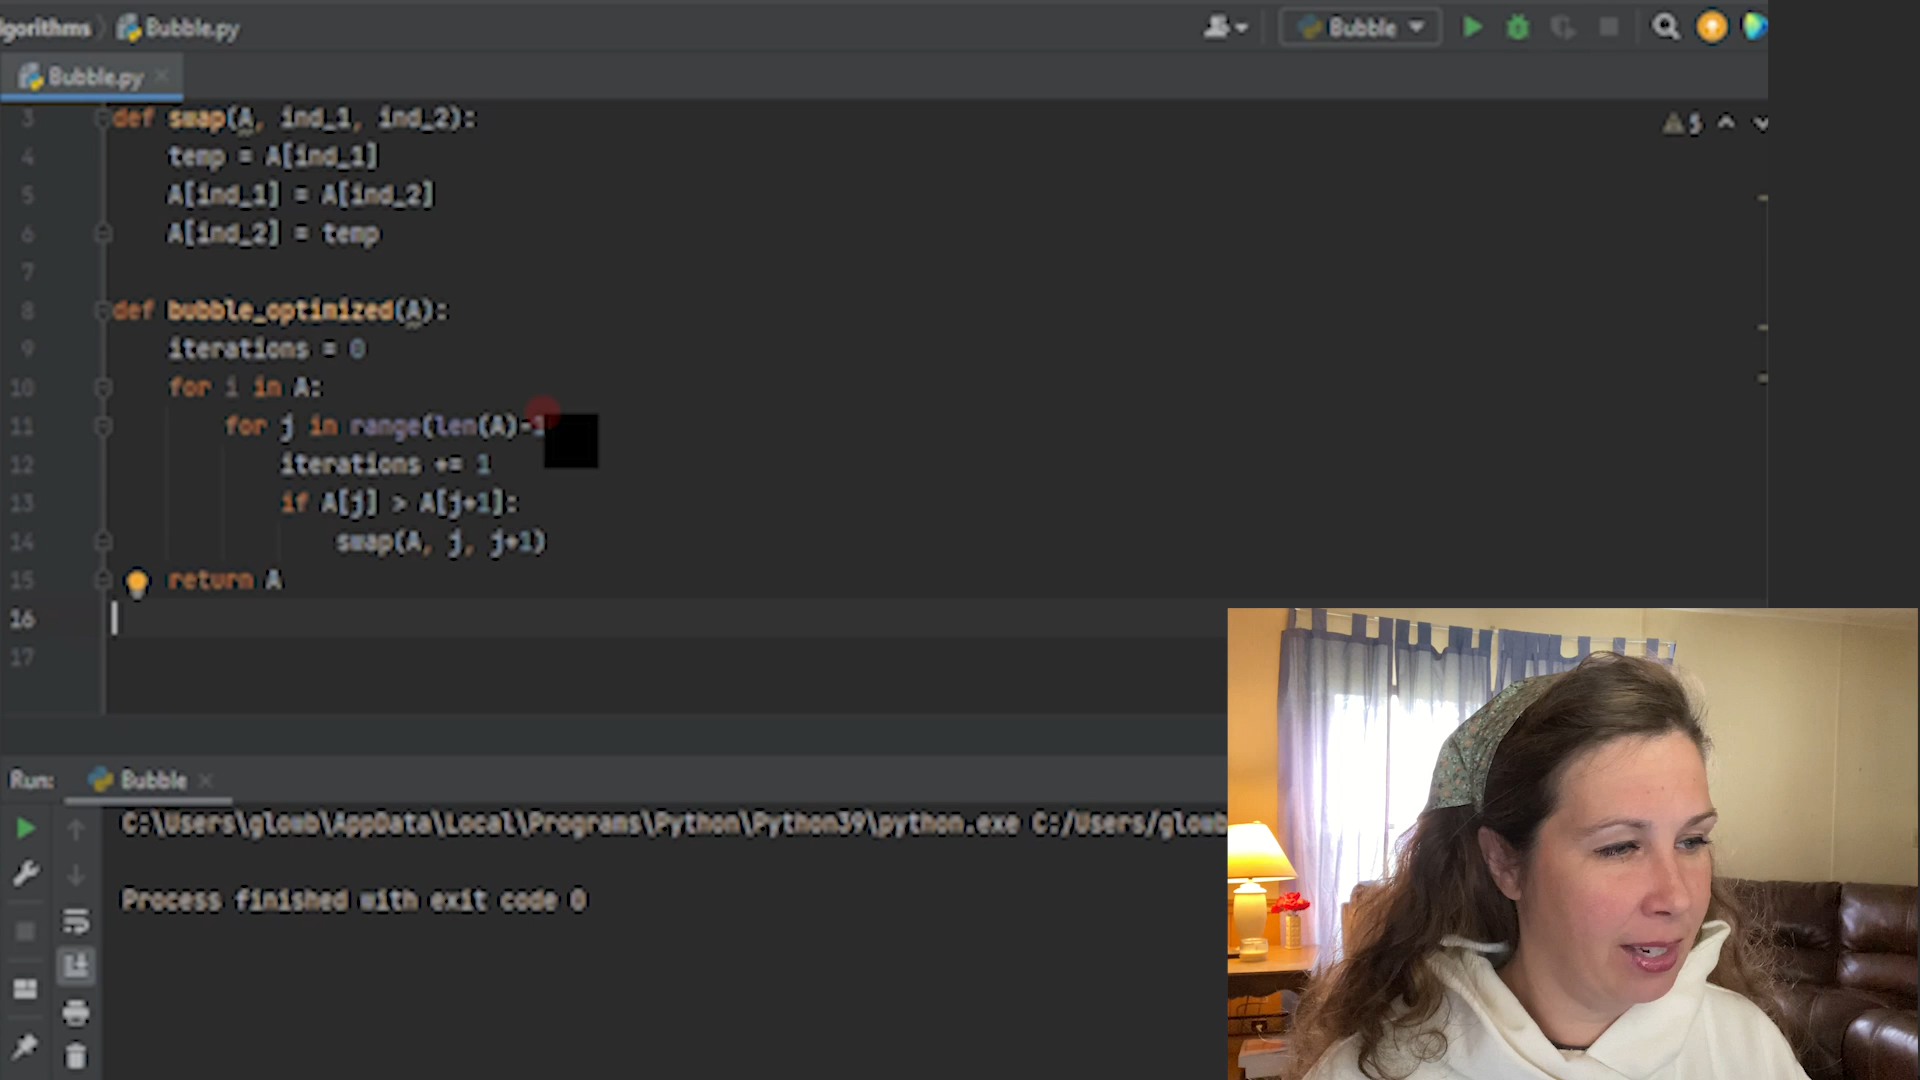 lgorithms Bubble.py
Bubble
Bubble.py
5
3 def swap(A, ind_1, ind_2):
4 temp = A[ind_1]
5 A[ind_1] = A[ind_2]
6 A[ind_2] = temp
7
8 def bubble_optimized(A):
9 iterations = 0
10 for i in A:
11 for j in range(len(A)-1
12 iterations += 1
13 if A[j] > A[j+1]:
14 swap(A, j, j+1)
15 return A
16
17
Run: Bubble
C:\Users\glowb\AppData\Local\Programs\Python\Python39\python.exe C:/Users/glowb
Process finished with exit code 0